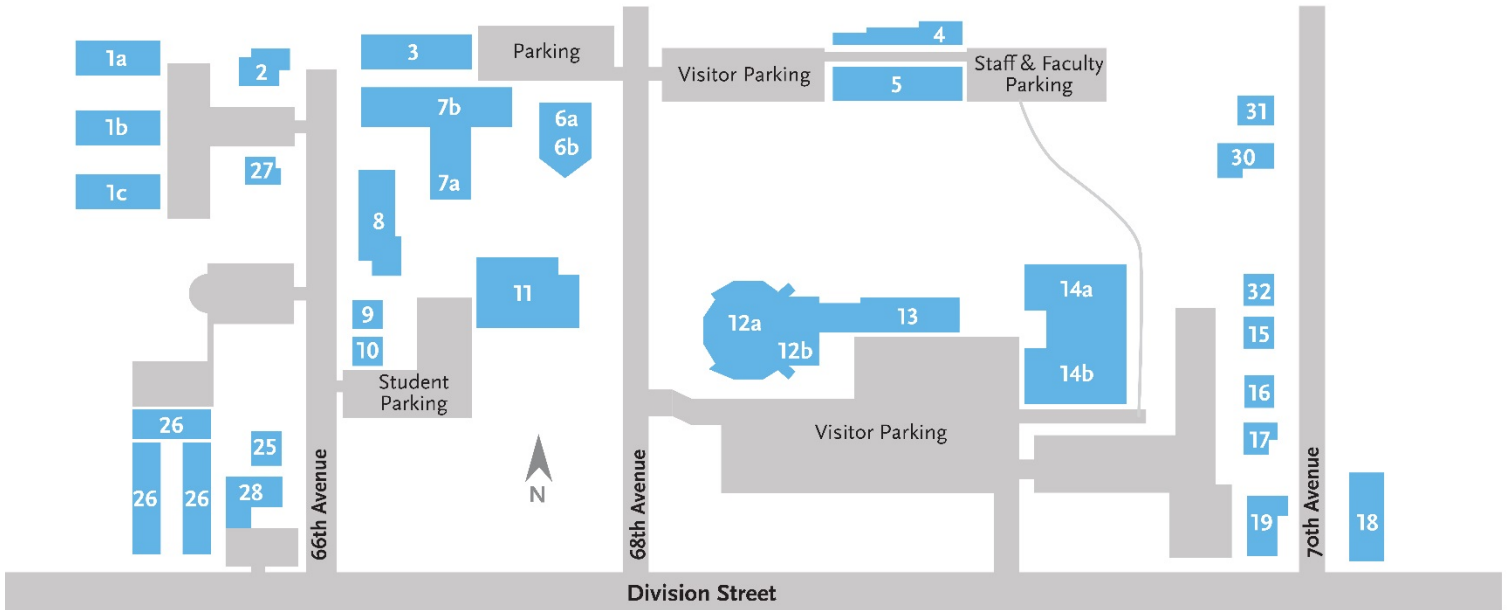 1a
2
3
Parking
Visitor Parking
4
5
Staff & Faculty
Parking
1b
27
1c
7b
7a
6a
6b
31
30
8
9
10
11
12a
12b
13
14a
14b
32
15
16
17
Student
Parking
Visitor Parking
26
26
26
25
28
N
19
18
66th Avenue
68th Avenue
70th Avenue
Division Street